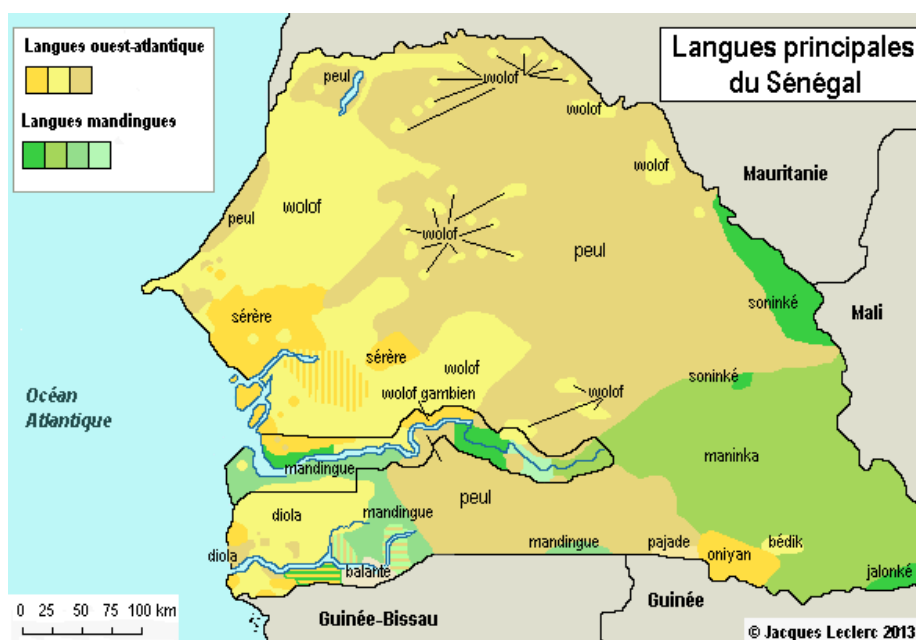 Langues ouest-atlantique
Langues mandingues
Langues principales
du Sénégal
peul
wolof
wolof
wolof
Mauritanie
peul
wolof
wolof
peul
soninké
Mali
sérère
sérère
wolof
soninké
wolof
wolof gambien
Océan
Atlantique
mandingue
maninka
peul
diola
mandingue
diola
balante
mandingue
pajade
oniyan
bédik
jalonké
Guinée-Bissau
Guinée
0 25 50 75 100 km
© Jacques Leclerc 2013